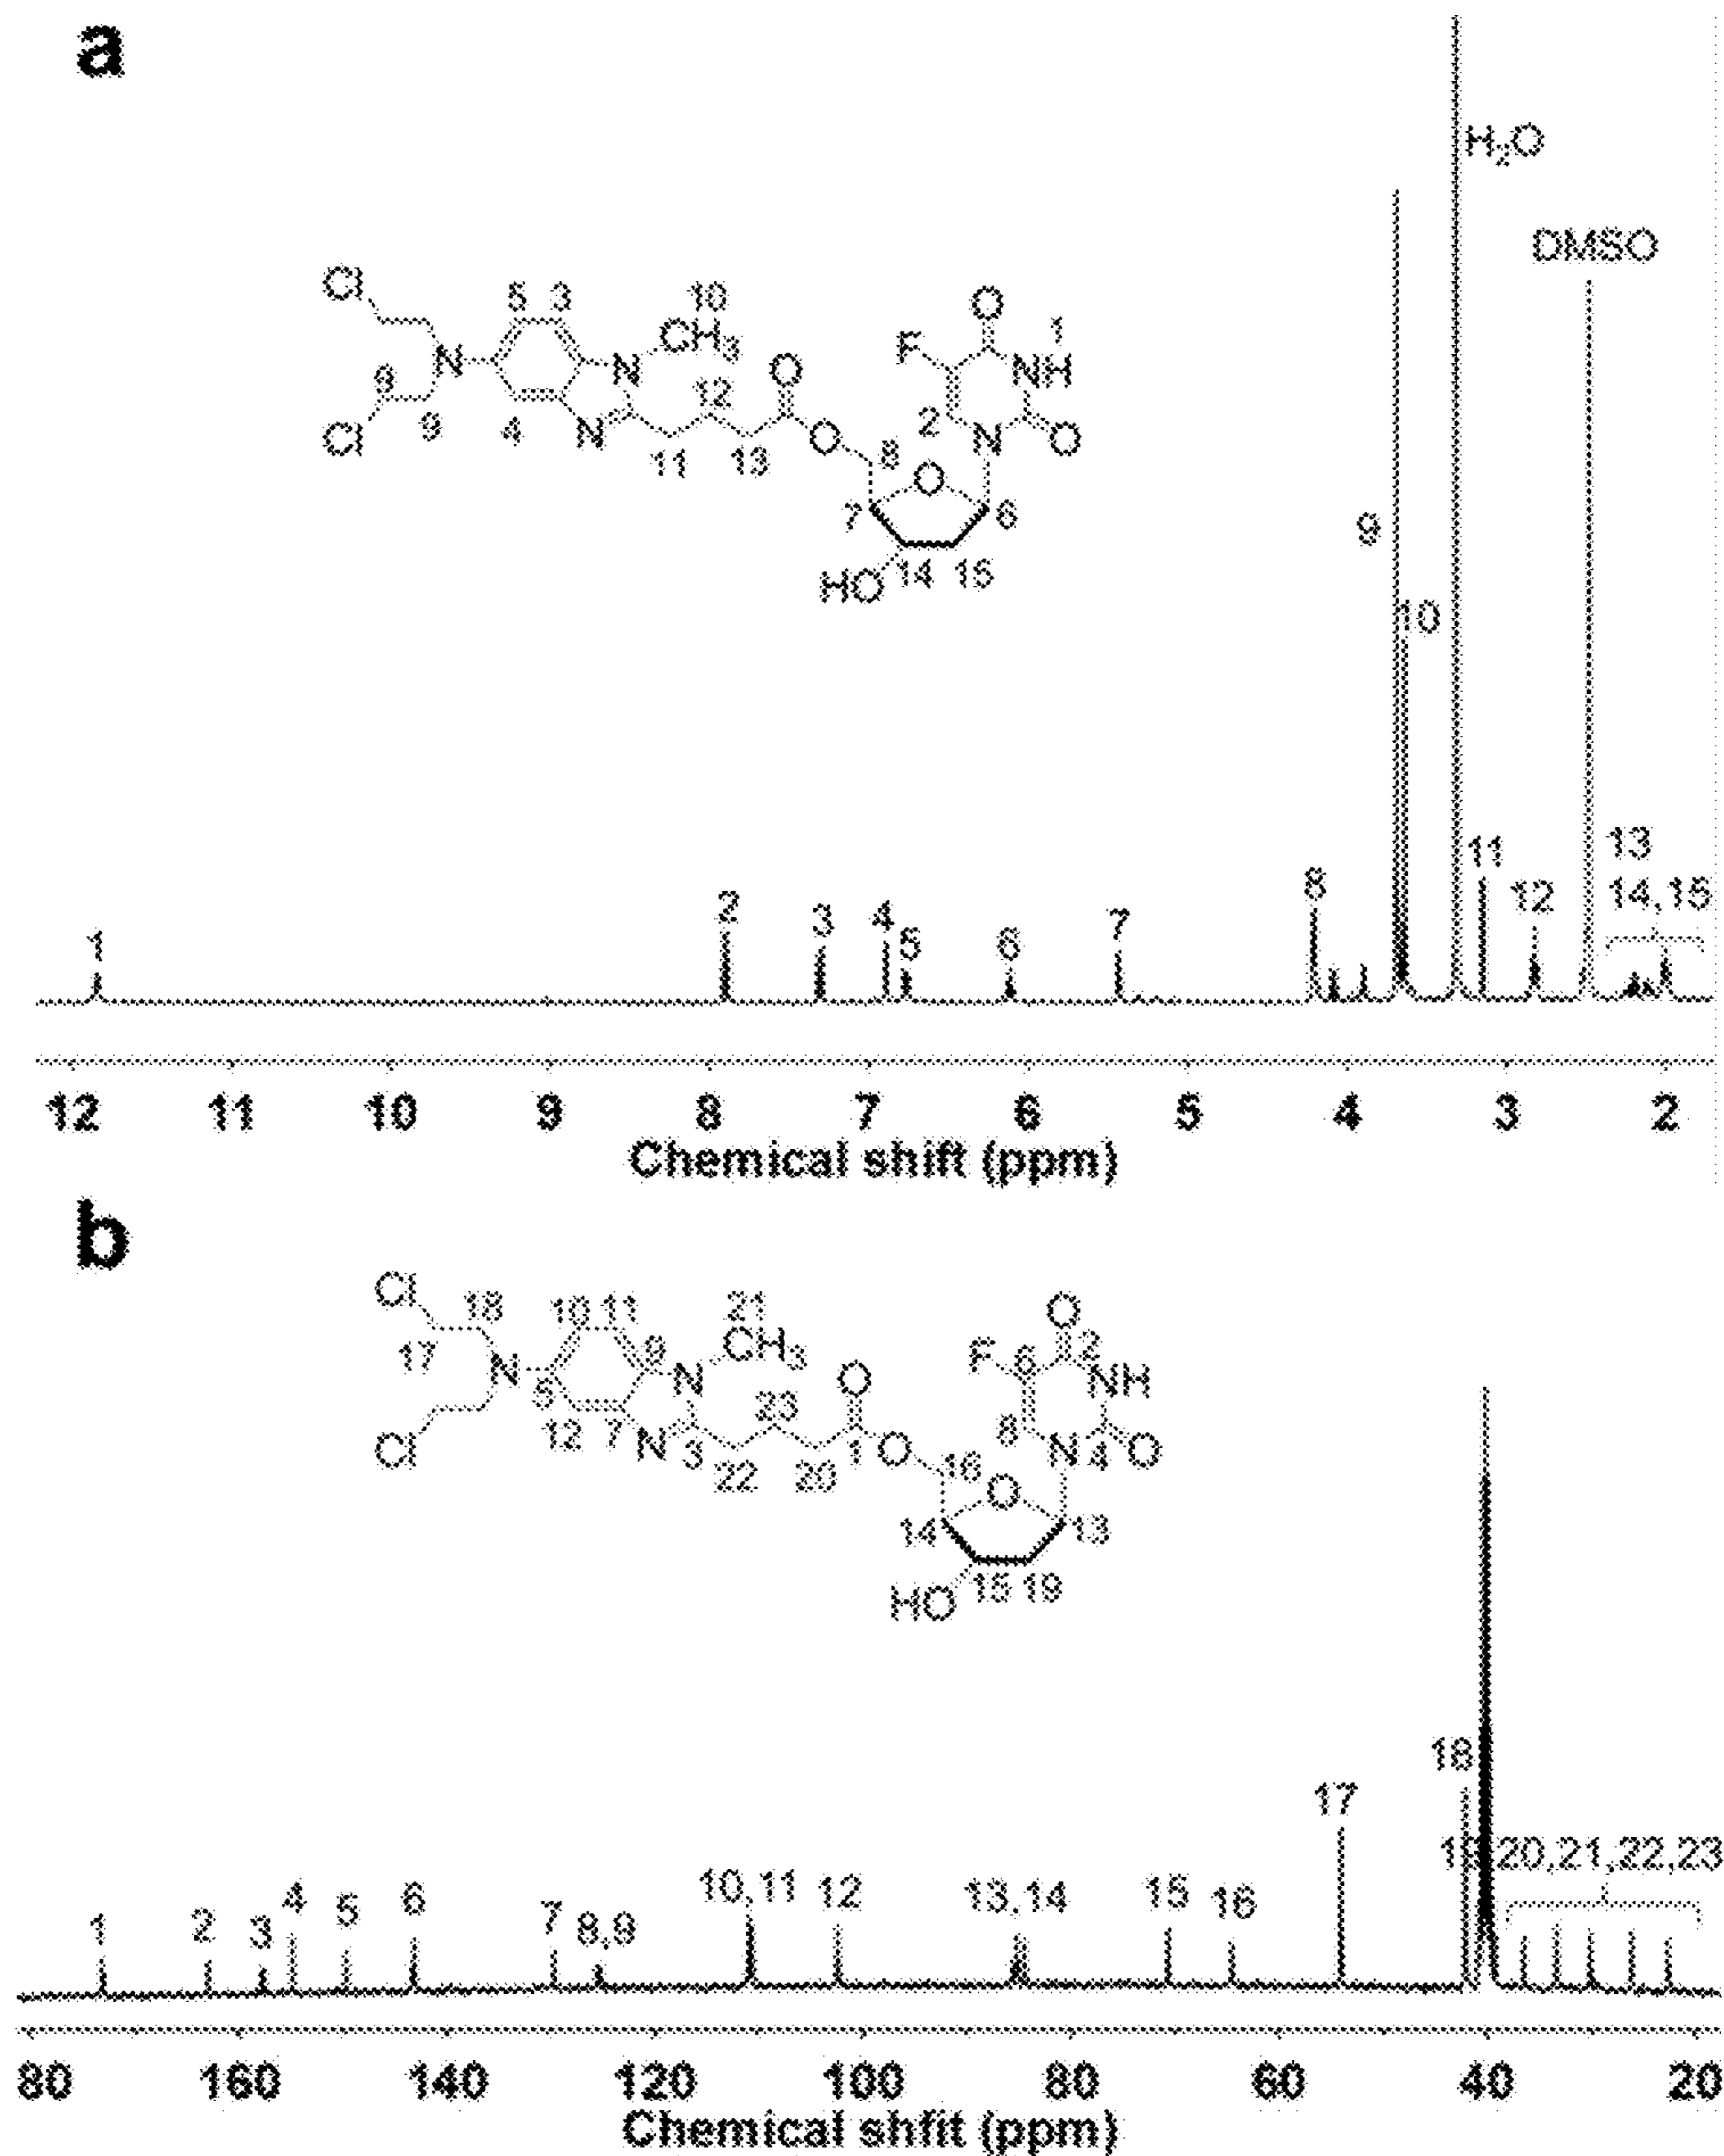 a
H₂O
DMSO
Cl 5 3 10
CH₃
O
F 1
N N O NH
9 12
Cl 9 4 N 11 13 O 8 2 N O
O
7 6
HO 14 15
9
10
1 2 3 4 5 6 7 8 11 12 13
14,15
12 11 10 9 8 7 6 5 4 3 2
Chemical shift (ppm)
b
Cl 18 10 11 21
CH₃
O
17 N 9 N O F 6 2 NH
5 23
Cl 12 7 N 3 22 20 1 O 16 8 N 4 O
O
14 13
HO 15 19
18
17
19,20,21,22,23
1 2 3 4 5 6 7 8,9 10,11 12 13,14 15 16
80 160 140 120 100 80 60 40 20
Chemical shfit (ppm)